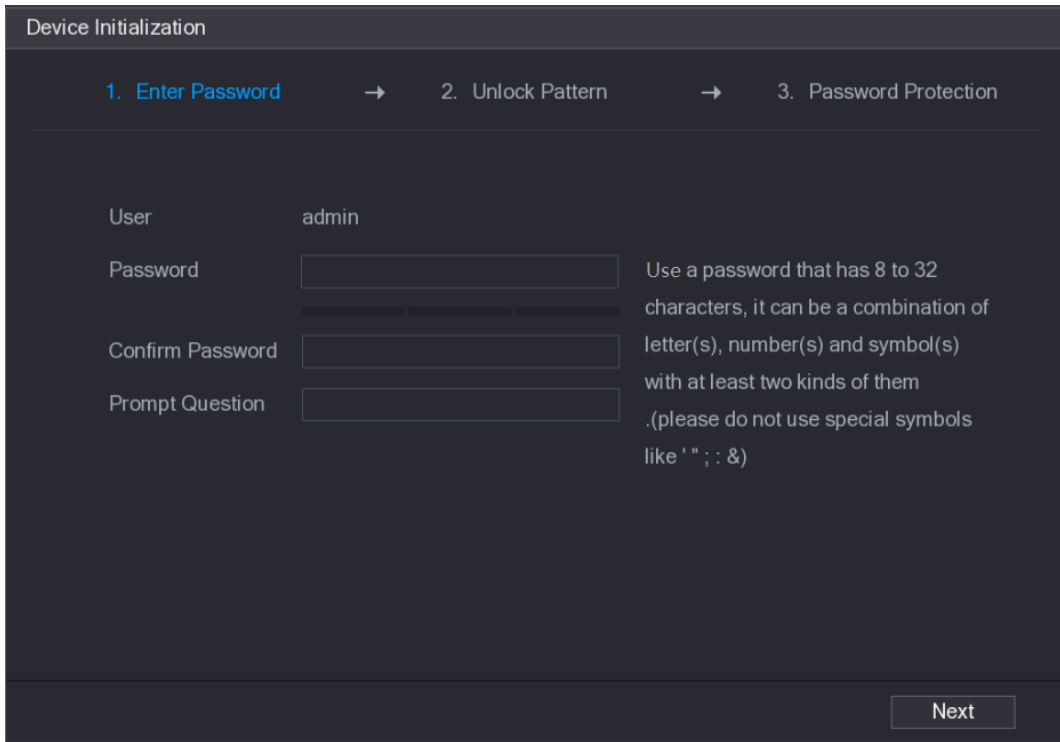 Device Initialization
1. Enter Password → 2. Unlock Pattern → 3. Password Protection
User admin
Password
Use a password that has 8 to 32
characters, it can be a combination of
letter(s), number(s) and symbol(s)
with at least two kinds of them
.(please do not use special symbols
like ' " ; : &)
Confirm Password
Prompt Question
Next